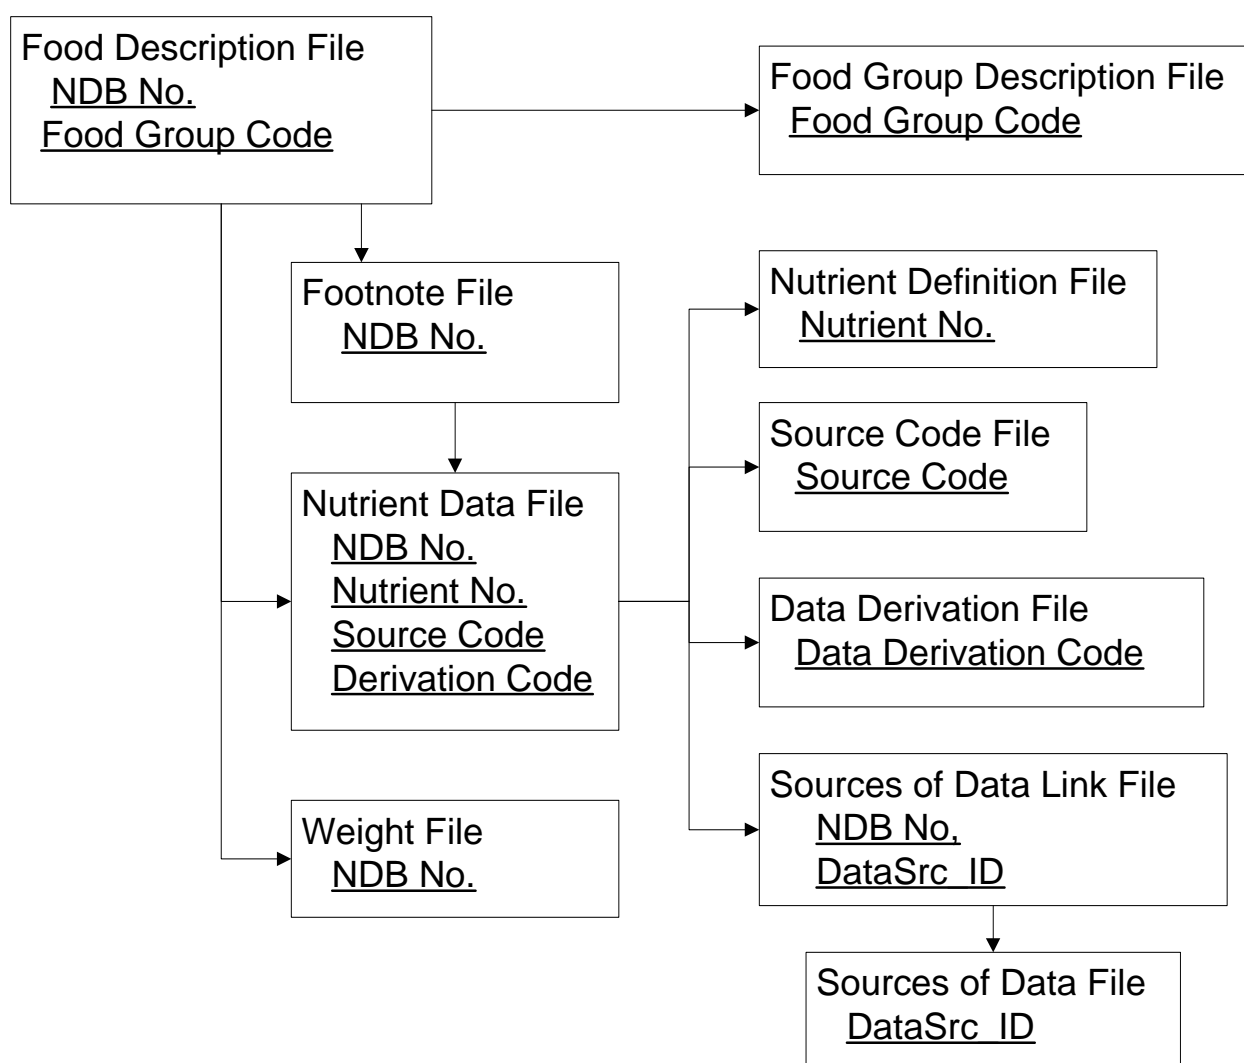 Food Description File
NDB No.
Food Group Code
Food Group Description File
Food Group Code
Footnote File
NDB No.
Nutrient Definition File
Nutrient No.
Source Code File
Source Code
Nutrient Data File
NDB No.
Nutrient No.
Source Code
Derivation Code
Data Derivation File
Data Derivation Code
Weight File
NDB No.
Sources of Data Link File
NDB No,
DataSrc_ID
Sources of Data File
DataSrc_ID